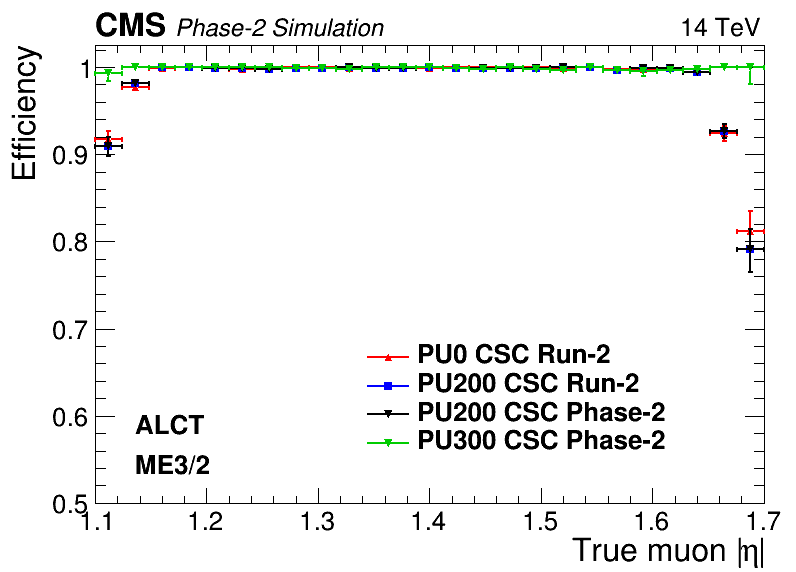 CMS Phase-2 Simulation 14 TeV
Efficiency
1
0.9
0.8
0.7
0.6
0.5
PU0 CSC Run-2
PU200 CSC Run-2
PU200 CSC Phase-2
PU300 CSC Phase-2
ALCT
ME3/2
1.1 1.2 1.3 1.4 1.5 1.6 1.7
True muon |η|